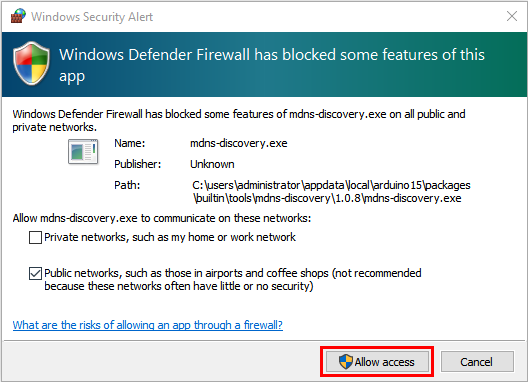 Windows Security Alert
Windows Defender Firewall has blocked some features of this
app
Windows Defender Firewall has blocked some features of mdns-discovery.exe on all public and
private networks.
Name: mdns-discovery.exe
Publisher: Unknown
Path: C:\users\administrator\appdata\local\arduino15\packages
\builtin\tools\mdns-discovery\1.0.8\mdns-discovery.exe
Allow mdns-discovery.exe to communicate on these networks:
Private networks, such as my home or work network
Public networks, such as those in airports and coffee shops (not recommended
because these networks often have little or no security)
What are the risks of allowing an app through a firewall?
Allow access Cancel